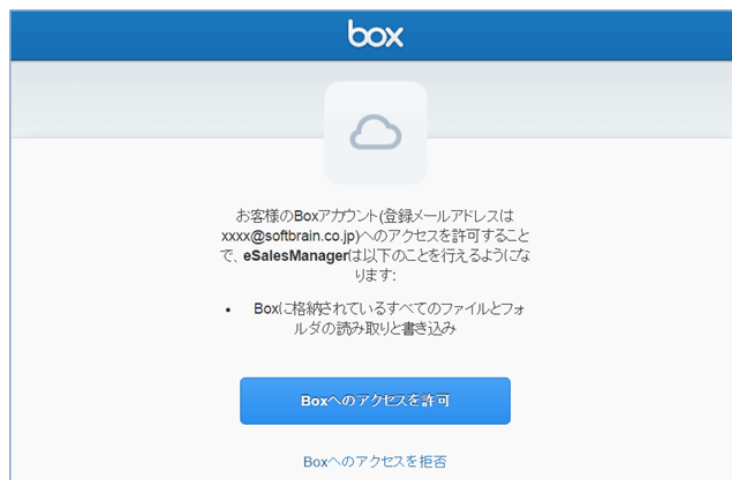 box
お客様のBoxアカウント(登録メールアドレスは
xxxx@softbrain.co.jp)へのアクセスを許可すること
で、eSalesManagerは以下のことを行えるようにな
ります:
• Boxに格納されているすべてのファイルとフォ
ルダの読み取りと書き込み
Boxへのアクセスを許可
Boxへのアクセスを拒否